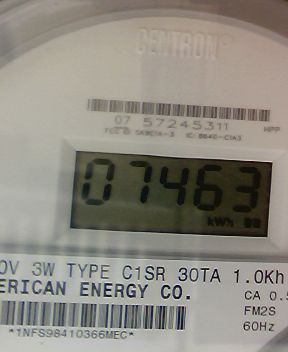 CENTRON®
07 57245311
HPP
07463
kWh
0V 3W TYPE C1SR 30TA 1.0Kh
ERICAN ENERGY CO.
CA 0.5
FM2S
60Hz
*1NFS98410366MEC*